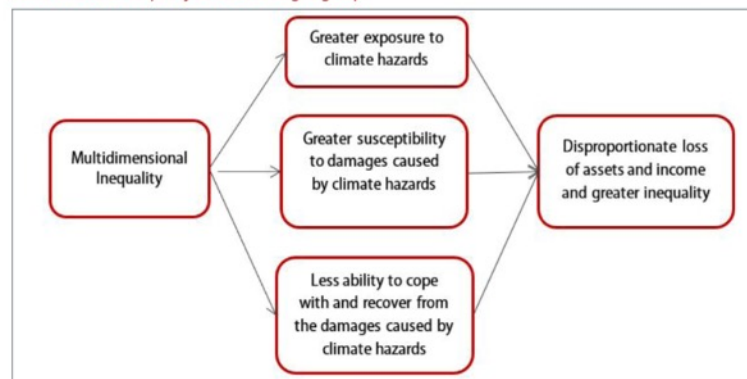 Multidimensional
Inequality
Greater exposure to
climate hazards
Greater susceptibility
to damages caused
by climate hazards
Less ability to cope
with and recover from
the damages caused by
climate hazards
Disproportionate loss
of assets and income
and greater inequality